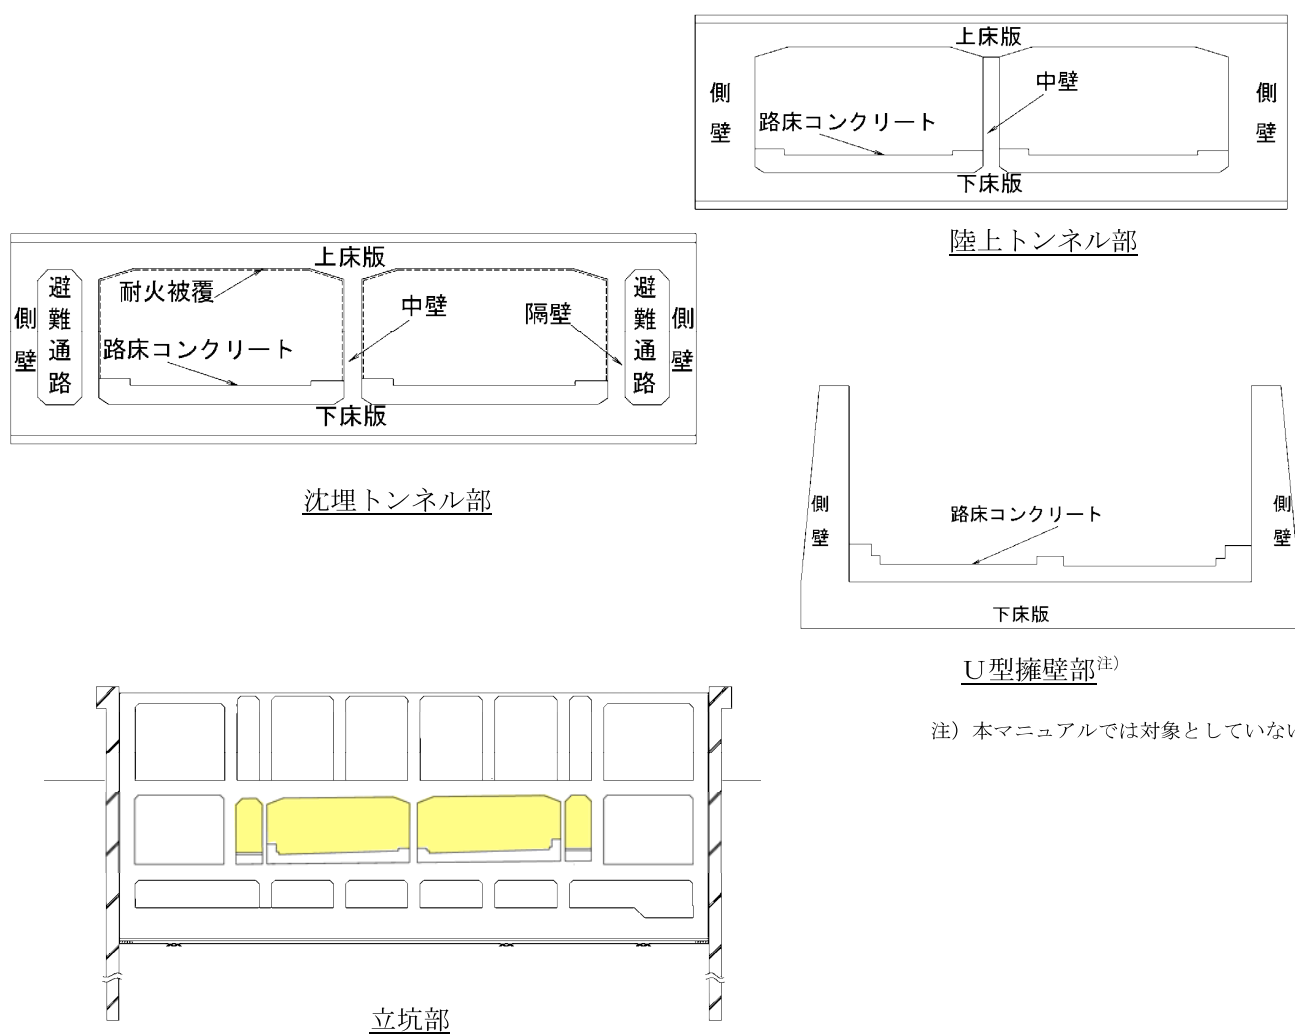 上床版
側壁
中壁
側壁
路床コンクリート
下床版
陸上トンネル部
上床版
避難通路
耐火被覆
側壁
中壁
隔壁
避難通路
側壁
路床コンクリート
下床版
沈埋トンネル部
側壁
路床コンクリート
側壁
下床版
U型擁壁部注)
注）本マニュアルでは対象としていない
立坑部